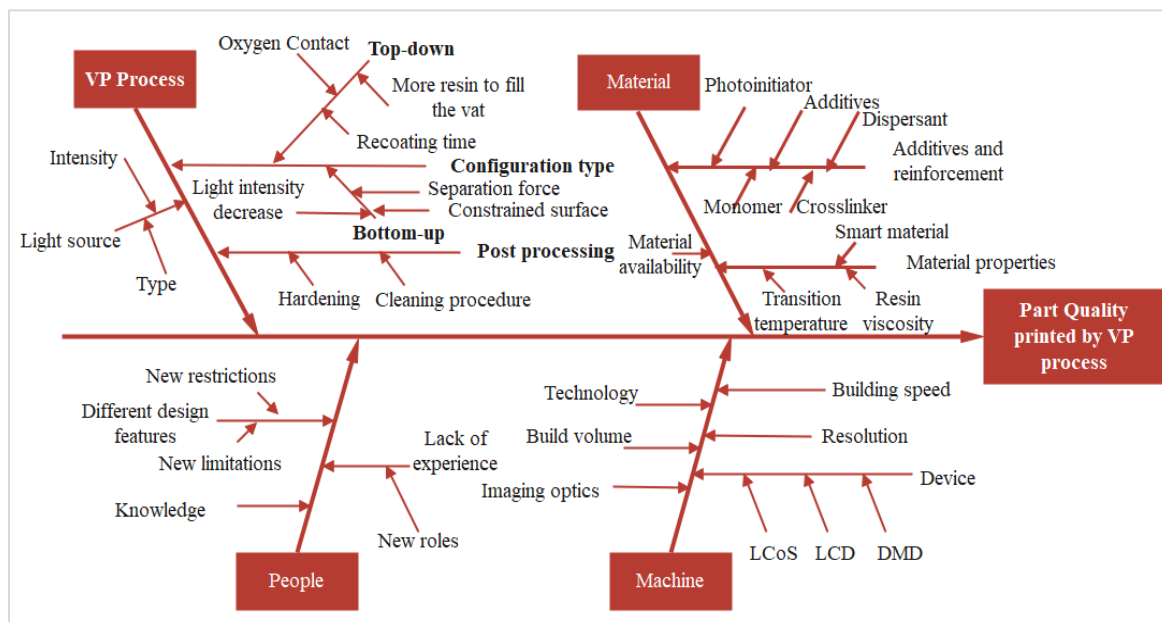 VP Process
Oxygen Contact
Top-down
More resin to fill
the vat
Recoating time
Configuration type
Intensity
Light source
Type
Light intensity
decrease
Separation force
Constrained surface
Bottom-up
Post processing
Hardening
Cleaning procedure
Material
Photoinitiator
Additives
Dispersant
Additives and
reinforcement
Monomer
Crosslinker
Smart material
Material
availability
Material properties
Transition
temperature
Resin
viscosity
Part Quality
printed by VP
process
New restrictions
Different design
features
New limitations
Lack of
experience
Knowledge
New roles
People
Technology
Building speed
Build volume
Resolution
Imaging optics
Device
LCoS
LCD
DMD
Machine